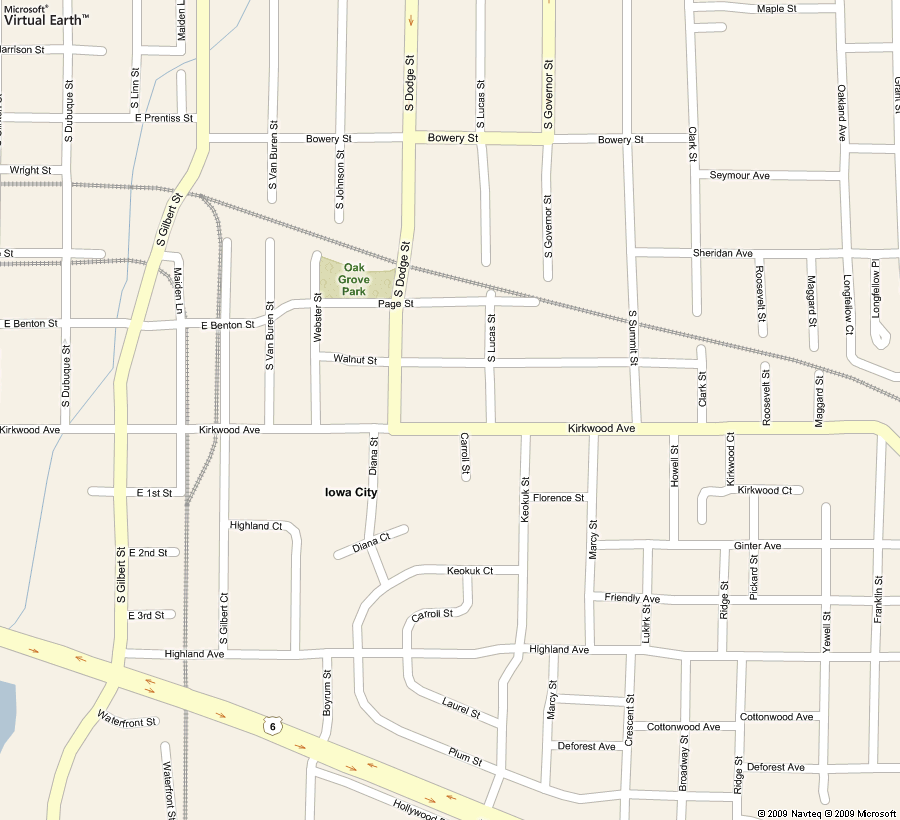 Microsoft®
Virtual Earth™
Maiden Ln
Maple St
Harrison St
S Dubuque St
S Linn St
S Dodge St
S Lucas St
S Governor St
Oakland Ave
Grant St
E Prentiss St
Bowery St
Bowery St
Bowery St
Clark St
S Van Buren St
S Johnson St
Wright St
Seymour Ave
S Gilbert St
S Governor St
St
Sheridan Ave
Oak
Grove
Park
S Dodge St
Maiden Ln
Roosevelt St
Maggard St
Longfellow Ct
Longfellow Pl
Page St
E Benton St
E Benton St
Webster St
S Van Buren St
S Lucas St
S Summit St
S Dubuque St
Walnut St
Clark St
Roosevelt St
Maggard St
Kirkwood Ave
Kirkwood Ave
Kirkwood Ave
Diana St
Carroll St
Howell St
Kirkwood Ct
Iowa City
E 1st St
Keokuk St
Florence St
Kirkwood Ct
Highland Ct
Marcy St
Diana Ct
E 2nd St
Ginter Ave
S Gilbert St
Keokuk Ct
Pickard St
Ridge St
Franklin St
Friendly Ave
S Gilbert Ct
E 3rd St
Carroll St
Lukirk St
Yewell St
Highland Ave
Highland Ave
Boyrum St
Marcy St
Crescent St
Laurel St
Waterfront St
6
Cottonwood Ave
Cottonwood Ave
Deforest Ave
Broadway St
Ridge St
Plum St
Deforest Ave
Waterfront St
Hollywood
© 2009 Navteq © 2009 Microsoft